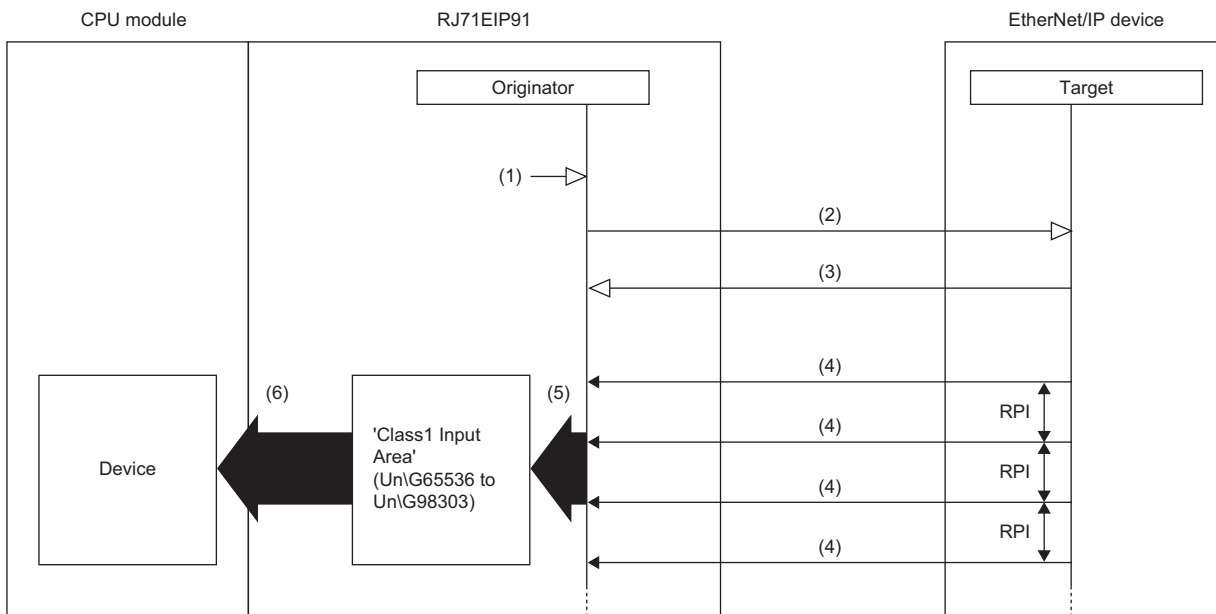 CPU module
RJ71EIP91
EtherNet/IP device
Originator
Target
(1)
(2)
(3)
(4)
RPI
(4)
RPI
(4)
RPI
(4)
(5)
'Class1 Input
Area'
(Un\G65536 to
Un\G98303)
(6)
Device